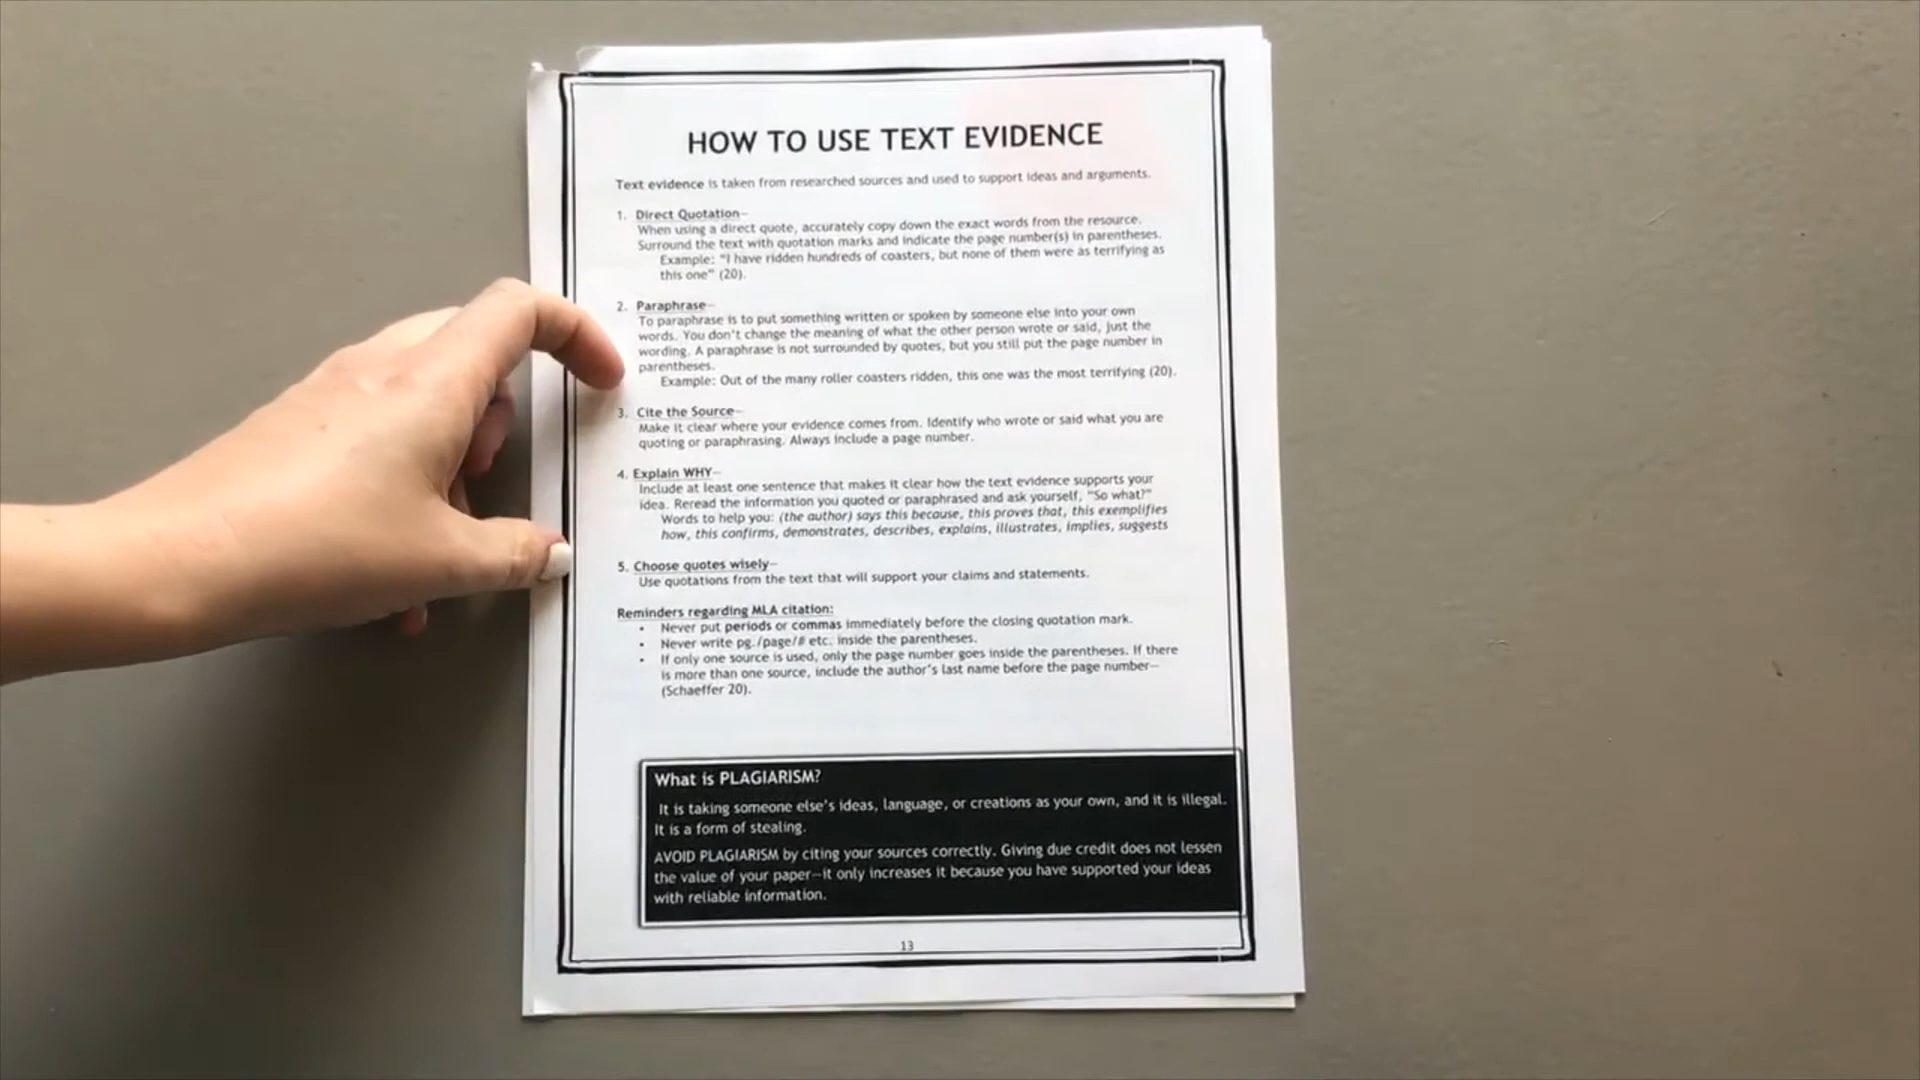 HOW TO USE TEXT EVIDENCE
Text evidence is taken from researched sources and used to support ideas and arguments.
1. Direct Quotation—
When using a direct quote, accurately copy down the exact words from the resource.
Surround the text with quotation marks and indicate the page number(s) in parentheses.
Example: "I have ridden hundreds of coasters, but none of them were as terrifying as
this one" (20).
2. Paraphrase—
To paraphrase is to put something written or spoken by someone else into your own
words. You don't change the meaning of what the other person wrote or said, just the
wording. A paraphrase is not surrounded by quotes, but you still put the page number in
parentheses.
Example: Out of the many roller coasters ridden, this one was the most terrifying (20).
3. Cite the Source—
Make it clear where your evidence comes from. Identify who wrote or said what you are
quoting or paraphrasing. Always include a page number.
4. Explain WHY—
Include at least one sentence that makes it clear how the text evidence supports your
idea. Reread the information you quoted or paraphrased and ask yourself, "So what?"
Words to help you: (the author) says this because, this proves that, this exemplifies
how, this confirms, demonstrates, describes, explains, illustrates, implies, suggests
5. Choose quotes wisely—
Use quotations from the text that will support your claims and statements.
Reminders regarding MLA citation:
• Never put periods or commas immediately before the closing quotation mark.
• Never write pg./page/# etc. inside the parentheses.
• If only one source is used, only the page number goes inside the parentheses. If there
is more than one source, include the author's last name before the page number—
(Schaeffer 20).
What is PLAGIARISM?
It is taking someone else's ideas, language, or creations as your own, and it is illegal.
It is a form of stealing.
AVOID PLAGIARISM by citing your sources correctly. Giving due credit does not lessen
the value of your paper—it only increases it because you have supported your ideas
with reliable information.
13